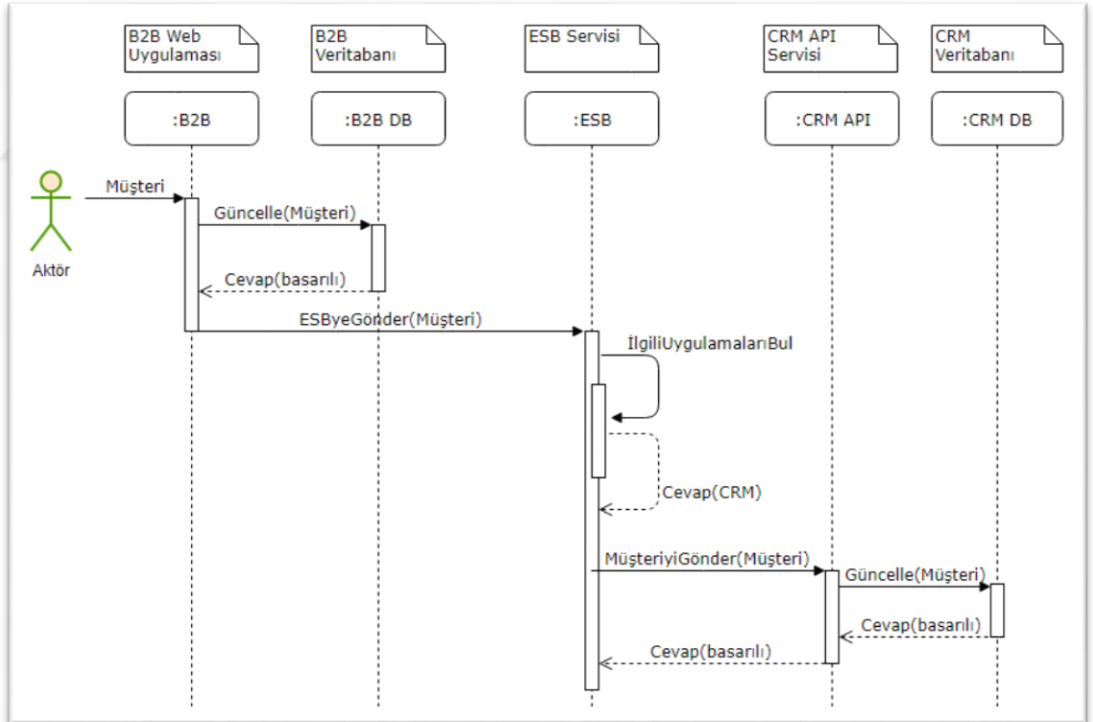 B2B Web
Uygulaması
B2B
Veritabanı
ESB Servisi
CRM API
Servisi
CRM
Veritabanı
:B2B
:B2B DB
:ESB
:CRM API
:CRM DB
Müşteri
Aktör
Güncelle(Müşteri)
Cevap(basarılı)
ESByeGönder(Müşteri)
İlgiliUygulamalarıBul
Cevap(CRM)
MüşteriyiGönder(Müşteri)
Güncelle(Müşteri)
Cevap(basarılı)
Cevap(basarılı)